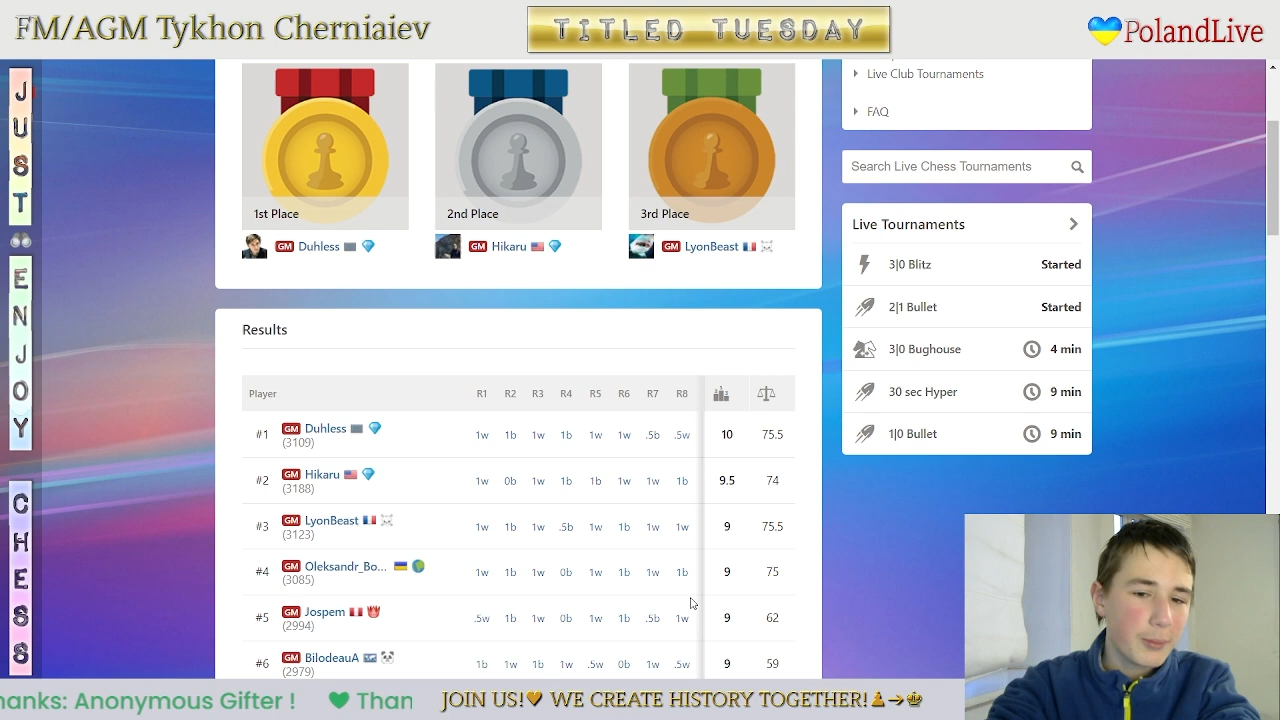 FM/AGM Tykhon Cherniaiev
TITLED TUESDAY
PolandLive
JUST
ENJOY
CHESS
1st Place
2nd Place
3rd Place
GM Duhless
GM Hikaru
GM LyonBeast
Live Club Tournaments
FAQ
Search Live Chess Tournaments
Live Tournaments
3|0 Blitz Started
2|1 Bullet Started
3|0 Bughouse 4 min
30 sec Hyper 9 min
1|0 Bullet 9 min
Results
Player R1 R2 R3 R4 R5 R6 R7 R8
#1 GM Duhless 1w 1b 1w 1b 1w 1w .5b .5w 10 75.5
(3109)
#2 GM Hikaru 1w 0b 1w 1b 1b 1w 1w 1b 9.5 74
(3188)
#3 GM LyonBeast 1w 1b 1w .5b 1w 1b 1w 1w 9 75.5
(3123)
#4 GM Oleksandr_Bo... 1w 1b 1w 0b 1w 1b 1w 1b 9 75
(3085)
#5 GM Jospem .5w 1b 1w 0b 1w 1b .5b 1w 9 62
(2994)
#6 GM BilodeauA 1b 1w 1b 1w .5w 0b 1w .5w 9 59
(2979)
hanks: Anonymous Gifter ! Than
JOIN US! WE CREATE HISTORY TOGETHER!